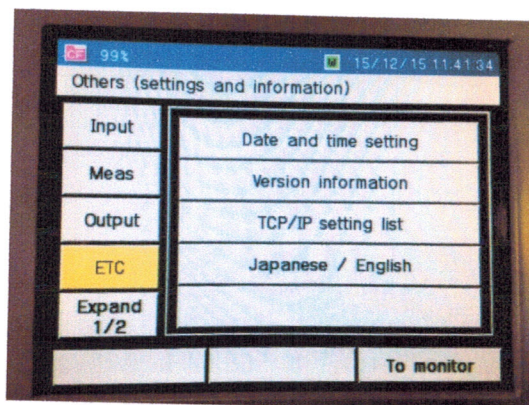 CF 99% M 15/12/15 11:41:34
Others (settings and information)
Input
Date and time setting
Meas
Version information
Output
TCP/IP setting list
ETC
Japanese / English
Expand
1/2
To monitor